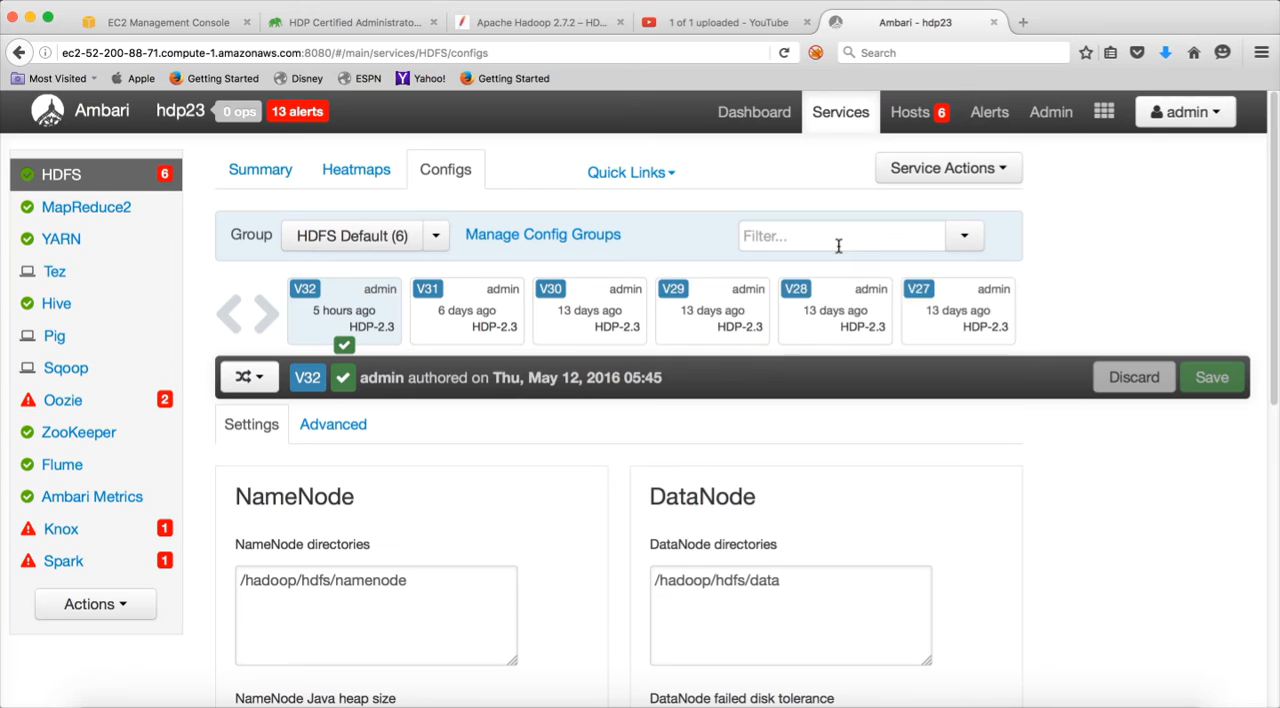 EC2 Management Console
HDP Certified Administrato...
Apache Hadoop 2.7.2 – HD...
1 of 1 uploaded - YouTube
Ambari - hdp23
ec2-52-200-88-71.compute-1.amazonaws.com:8080/#/main/services/HDFS/configs
Search
Most Visited
Apple
Getting Started
Disney
ESPN
Yahoo!
Getting Started
Ambari
hdp23
0 ops
13 alerts
Dashboard
Services
Hosts 6
Alerts
Admin
admin
HDFS 6
MapReduce2
YARN
Tez
Hive
Pig
Sqoop
Oozie 2
ZooKeeper
Flume
Ambari Metrics
Knox 1
Spark 1
Actions
Summary
Heatmaps
Configs
Quick Links
Service Actions
Group
HDFS Default (6)
Manage Config Groups
Filter...
V32 admin
5 hours ago
HDP-2.3
V31 admin
6 days ago
HDP-2.3
V30 admin
13 days ago
HDP-2.3
V29 admin
13 days ago
HDP-2.3
V28 admin
13 days ago
HDP-2.3
V27 admin
13 days ago
HDP-2.3
V32 admin authored on Thu, May 12, 2016 05:45
Discard
Save
Settings
Advanced
NameNode
NameNode directories
/hadoop/hdfs/namenode
NameNode Java heap size
DataNode
DataNode directories
/hadoop/hdfs/data
DataNode failed disk tolerance